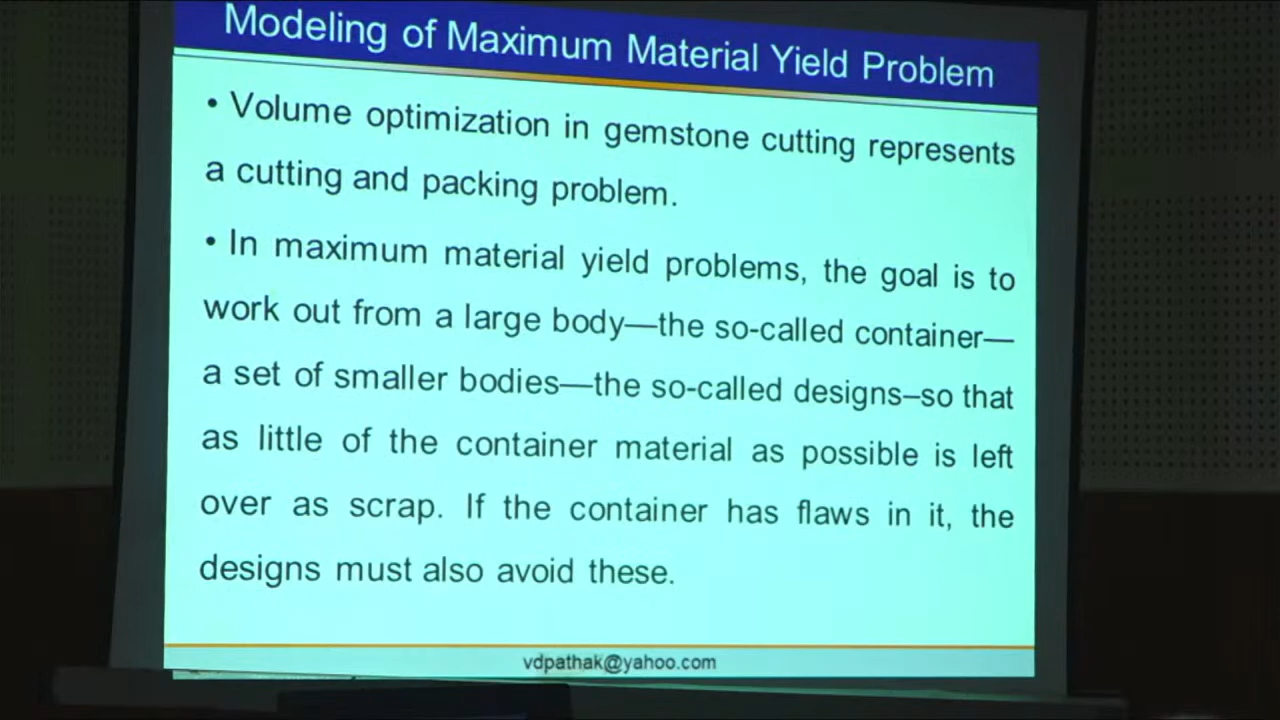 Modeling of Maximum Material Yield Problem
• Volume optimization in gemstone cutting represents
a cutting and packing problem.
• In maximum material yield problems, the goal is to
work out from a large body—the so-called container—
a set of smaller bodies—the so-called designs–so that
as little of the container material as possible is left
over as scrap. If the container has flaws in it, the
designs must also avoid these.
vdpathak@yahoo.com